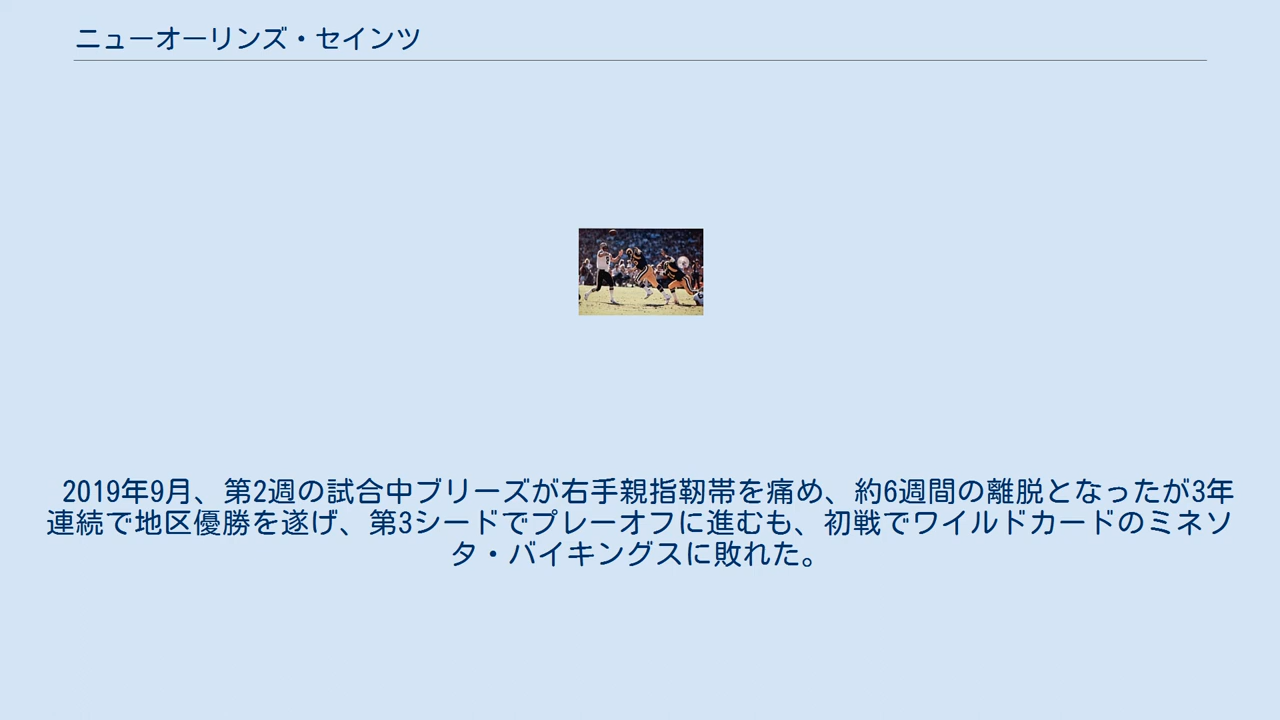 ニューオーリンズ・セインツ
2019年9月、第2週の試合中ブリーズが右手親指靭帯を痛め、約6週間の離脱となったが3年
連続で地区優勝を遂げ、第3シードでプレーオフに進むも、初戦でワイルドカードのミネソ
タ・バイキングスに敗れた。